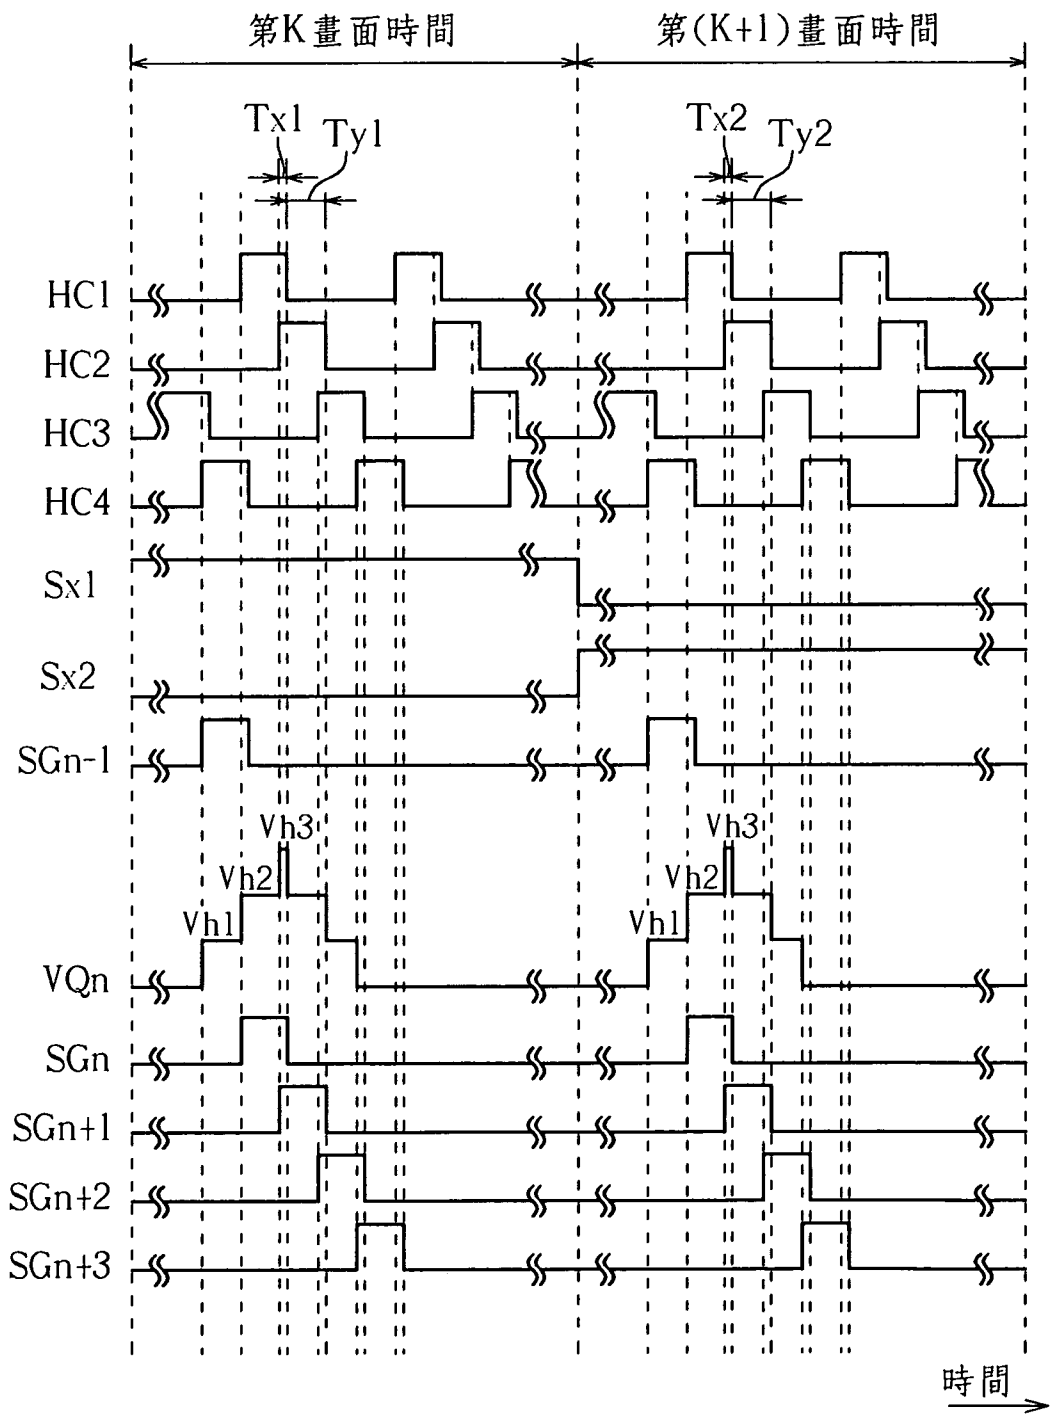 第K畫面時間
第(K+1)畫面時間
Tx1
Ty1
Tx2
Ty2
HC1
HC2
HC3
HC4
Sx1
Sx2
SGn-1
Vh3
Vh2
Vh1
Vh3
Vh2
Vh1
VQn
SGn
SGn+1
SGn+2
SGn+3
時間